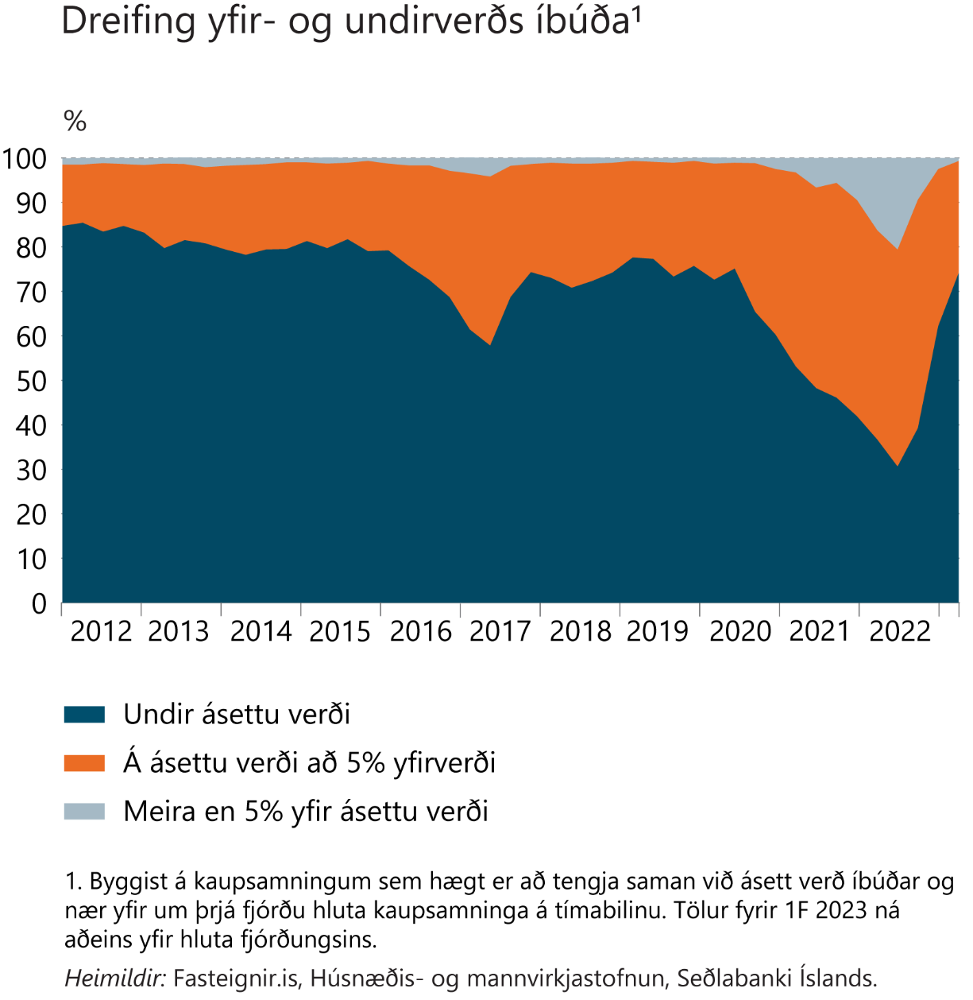 Dreifing yfir- og undirverðs íbúða¹
%
100
90
80
70
60
50
40
30
20
10
0
2012 2013 2014 2015 2016 2017 2018 2019 2020 2021 2022
Undir ásettu verði
Á ásettu verði að 5% yfirverði
Meira en 5% yfir ásettu verði
1. Byggist á kaupsamningum sem hægt er að tengja saman við ásett verð íbúðar og
nær yfir um þrjá fjórðu hluta kaupsamninga á tímabilinu. Tölur fyrir 1F 2023 ná
aðeins yfir hluta fjórðungsins.
Heimildir: Fasteignir.is, Húsnæðis- og mannvirkjastofnun, Seðlabanki Íslands.